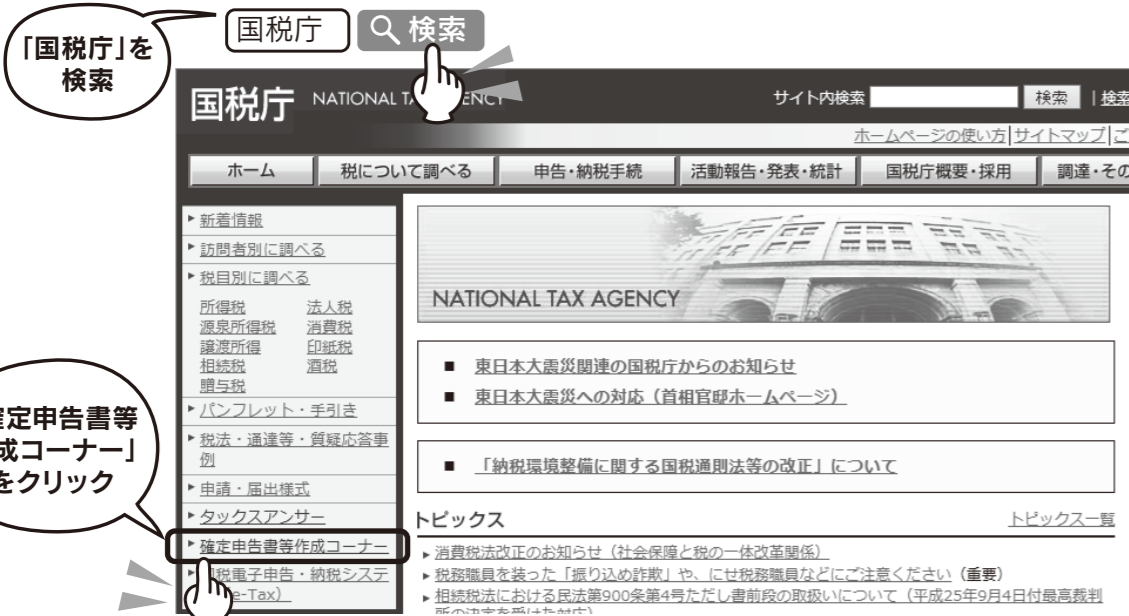 「国税庁」を
検索
国税庁
検索
国税庁 NATIONAL TAX AGENCY
サイト内検索 検索 | 検索
ホームページの使い方|サイトマップ|ご
ホーム 税について調べる 申告・納税手続 活動報告・発表・統計 国税庁概要・採用 調達・その
新着情報
訪問者別に調べる
税目別に調べる
所得税 法人税
源泉所得税 消費税
譲渡所得 印紙税
相続税 酒税
贈与税
パンフレット・手引き
税法・通達等・質疑応答事
例
申請・届出様式
タックスアンサー
確定申告書等作成コーナー
税電子申告・納税システ
e-Tax)
確定申告書等
成コーナー」
をクリック
NATIONAL TAX AGENCY
■ 東日本大震災関連の国税庁からのお知らせ
■ 東日本大震災への対応（首相官邸ホームページ）
■ 「納税環境整備に関する国税通則法等の改正」について
トピックス トピックス一覧
消費税法改正のお知らせ（社会保障と税の一体改革関係）
税務職員を装った「振り込め詐欺」や、にせ税務職員などにご注意ください（重要）
相続税法における民法第900条第4号ただし書前段の取扱いについて（平成25年9月4日付最高裁判
所の決定を受けた対応）